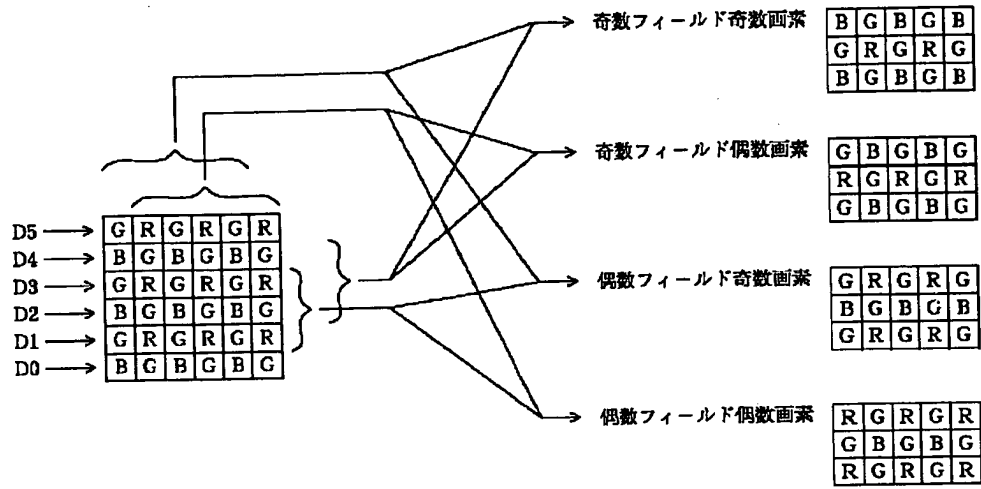 奇数フィールド奇数画素
B G B G B
G R G R G
B G B G B
奇数フィールド偶数画素
G B G B G
R G R G R
G B G B G
D5 G R G R G R
D4 B G B G B G
D3 G R G R G R
D2 B G B G B G
D1 G R G R G R
D0 B G B G B G
偶数フィールド奇数画素
G R G R G
B G B G B
G R G R G
偶数フィールド偶数画素
R G R G R
G B G B G
R G R G R